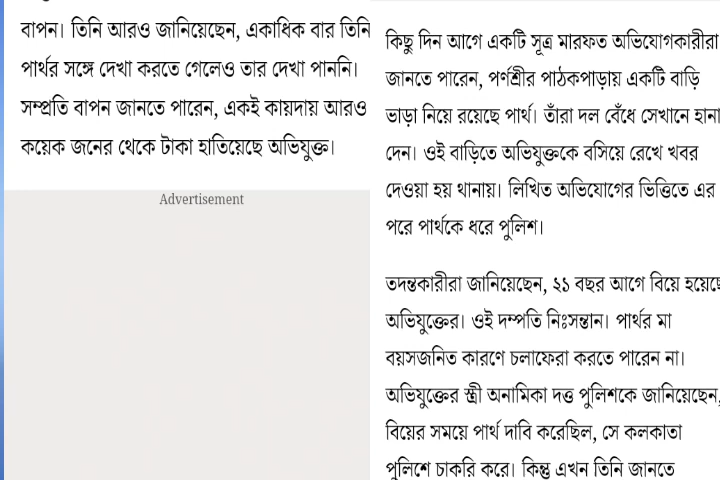 বাপন। তিনি আরও জানিয়েছেন, একাধিক বার তিনি
পার্থর সঙ্গে দেখা করতে গেলেও তার দেখা পাননি।
সম্প্রতি বাপন জানতে পারেন, একই কায়দায় আরও
কয়েক জনের থেকে টাকা হাতিয়েছে অভিযুক্ত।
Advertisement
কিছু দিন আগে একটি সূত্র মারফত অভিযোগকারীরা
জানতে পারেন, পর্ণশ্রীর পাঠকপাড়ায় একটি বাড়ি
ভাড়া নিয়ে রয়েছে পার্থ। তাঁরা দল বেঁধে সেখানে হানা
দেন। ওই বাড়িতে অভিযুক্তকে বসিয়ে রেখে খবর
দেওয়া হয় থানায়। লিখিত অভিযোগের ভিত্তিতে এর
পরে পার্থকে ধরে পুলিশ।
তদন্তকারীরা জানিয়েছেন, ২১ বছর আগে বিয়ে হয়েছে
অভিযুক্তের। ওই দম্পতি নিঃসন্তান। পার্থর মা
বয়সজনিত কারণে চলাফেরা করতে পারেন না।
অভিযুক্তের স্ত্রী অনামিকা দত্ত পুলিশকে জানিয়েছেন,
বিয়ের সময়ে পার্থ দাবি করেছিল, সে কলকাতা
পুলিশে চাকরি করে। কিন্তু এখন তিনি জানতে